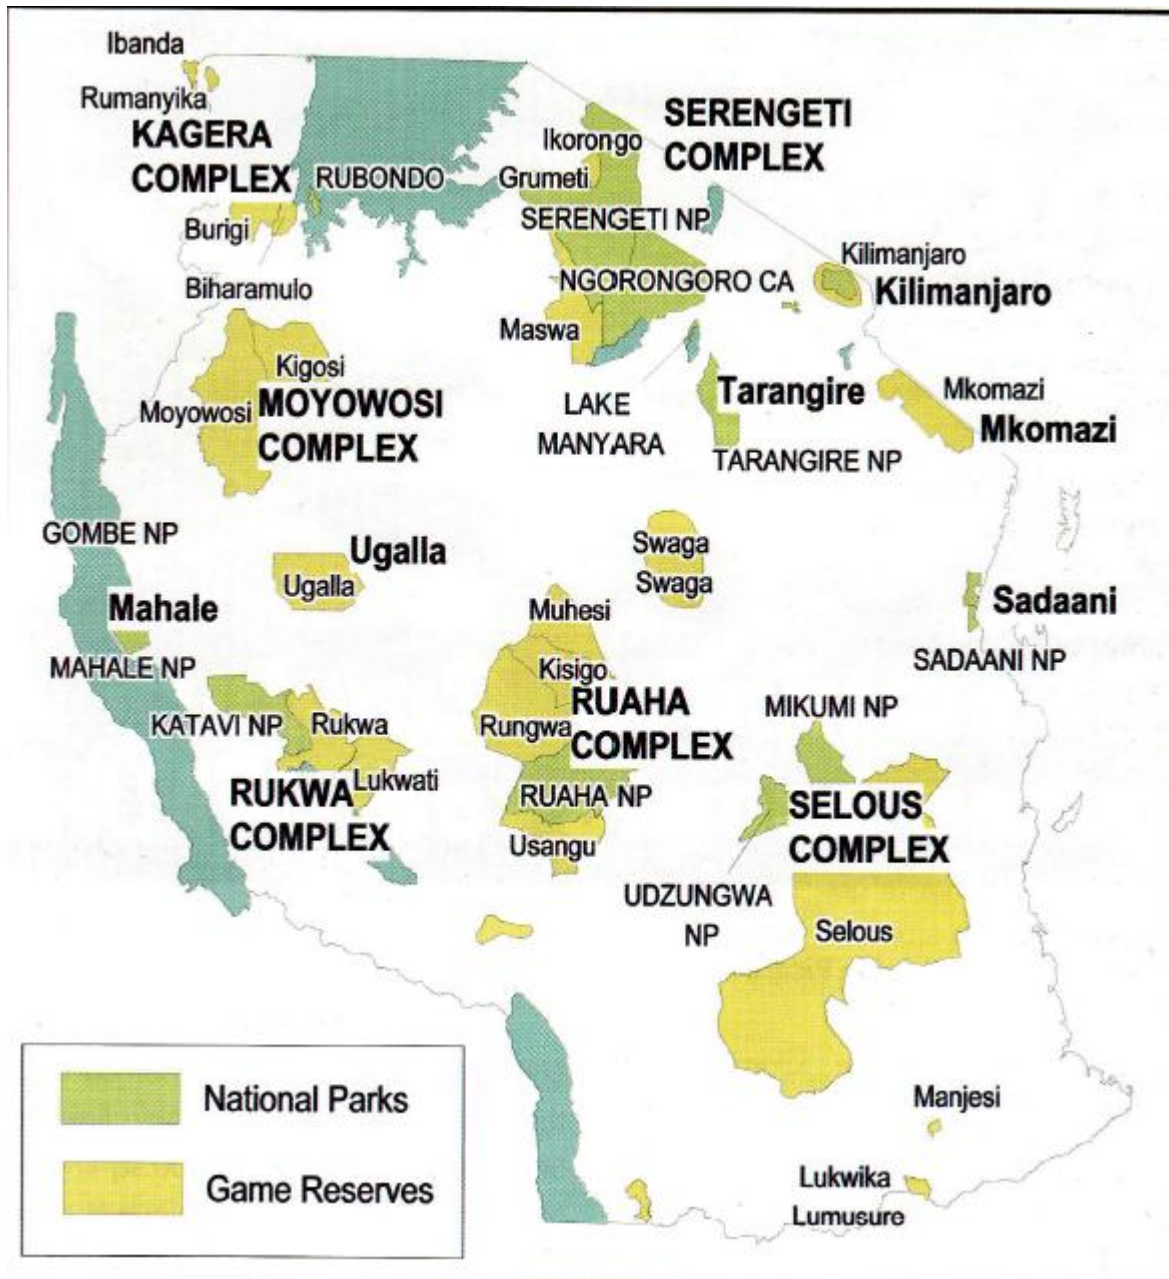 Ibanda
Rumanyika
KAGERA
COMPLEX
RUBONDO
Burigi
Biharamulo
Ikorongo
Grumeti
SERENGETI
COMPLEX
SERENGETI NP
NGORONGORO CA
Maswa
Kilimanjaro
Kilimanjaro
Kigosi
Moyowosi
MOYOWOSI
COMPLEX
LAKE
MANYARA
Tarangire
TARANGIRE NP
Mkomazi
Mkomazi
GOMBE NP
Ugalla
Ugalla
Swaga
Swaga
Mahale
MAHALE NP
Sadaani
SADAANI NP
Muhesi
Kisigo
Rungwa
RUAHA
COMPLEX
RUAHA NP
Usangu
KATAVI NP
Rukwa
Lukwati
RUKWA
COMPLEX
MIKUMI NP
SELOUS
COMPLEX
UDZUNGWA
NP
Selous
Manjesi
Lukwika
Lumusure
National Parks
Game Reserves